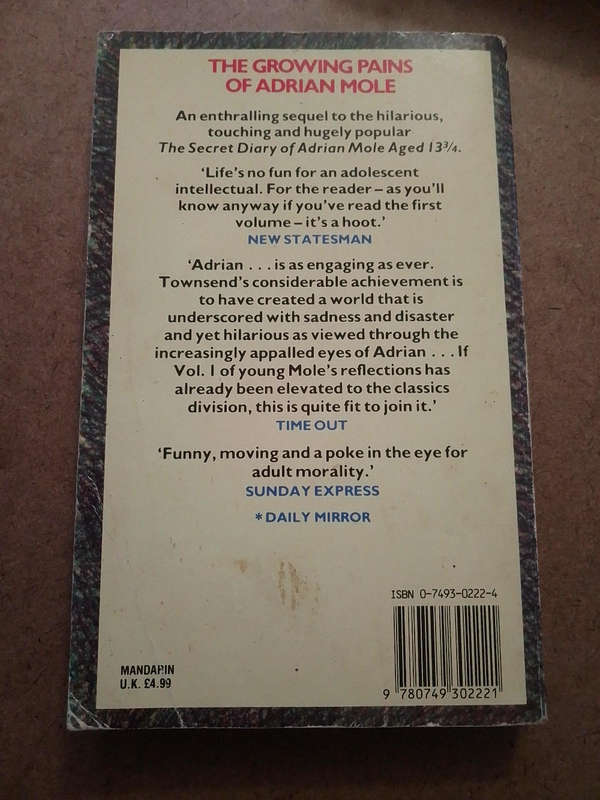 THE GROWING PAINS
OF ADRIAN MOLE
An enthralling sequel to the hilarious,
touching and hugely popular
The Secret Diary of Adrian Mole Aged 13¾.
‘Life’s no fun for an adolescent
intellectual. For the reader – as you’ll
know anyway if you’ve read the first
volume – it’s a hoot.’
NEW STATESMAN
‘Adrian . . . is as engaging as ever.
Townsend’s considerable achievement is
to have created a world that is
underscored with sadness and disaster
and yet hilarious as viewed through the
increasingly appalled eyes of Adrian . . . If
Vol. 1 of young Mole’s reflections has
already been elevated to the classics
division, this is quite fit to join it.’
TIME OUT
‘Funny, moving and a poke in the eye for
adult morality.’
SUNDAY EXPRESS
*DAILY MIRROR
ISBN 0-7493-0222-4
MANDARIN
U.K. £4.99
9 780749 302221